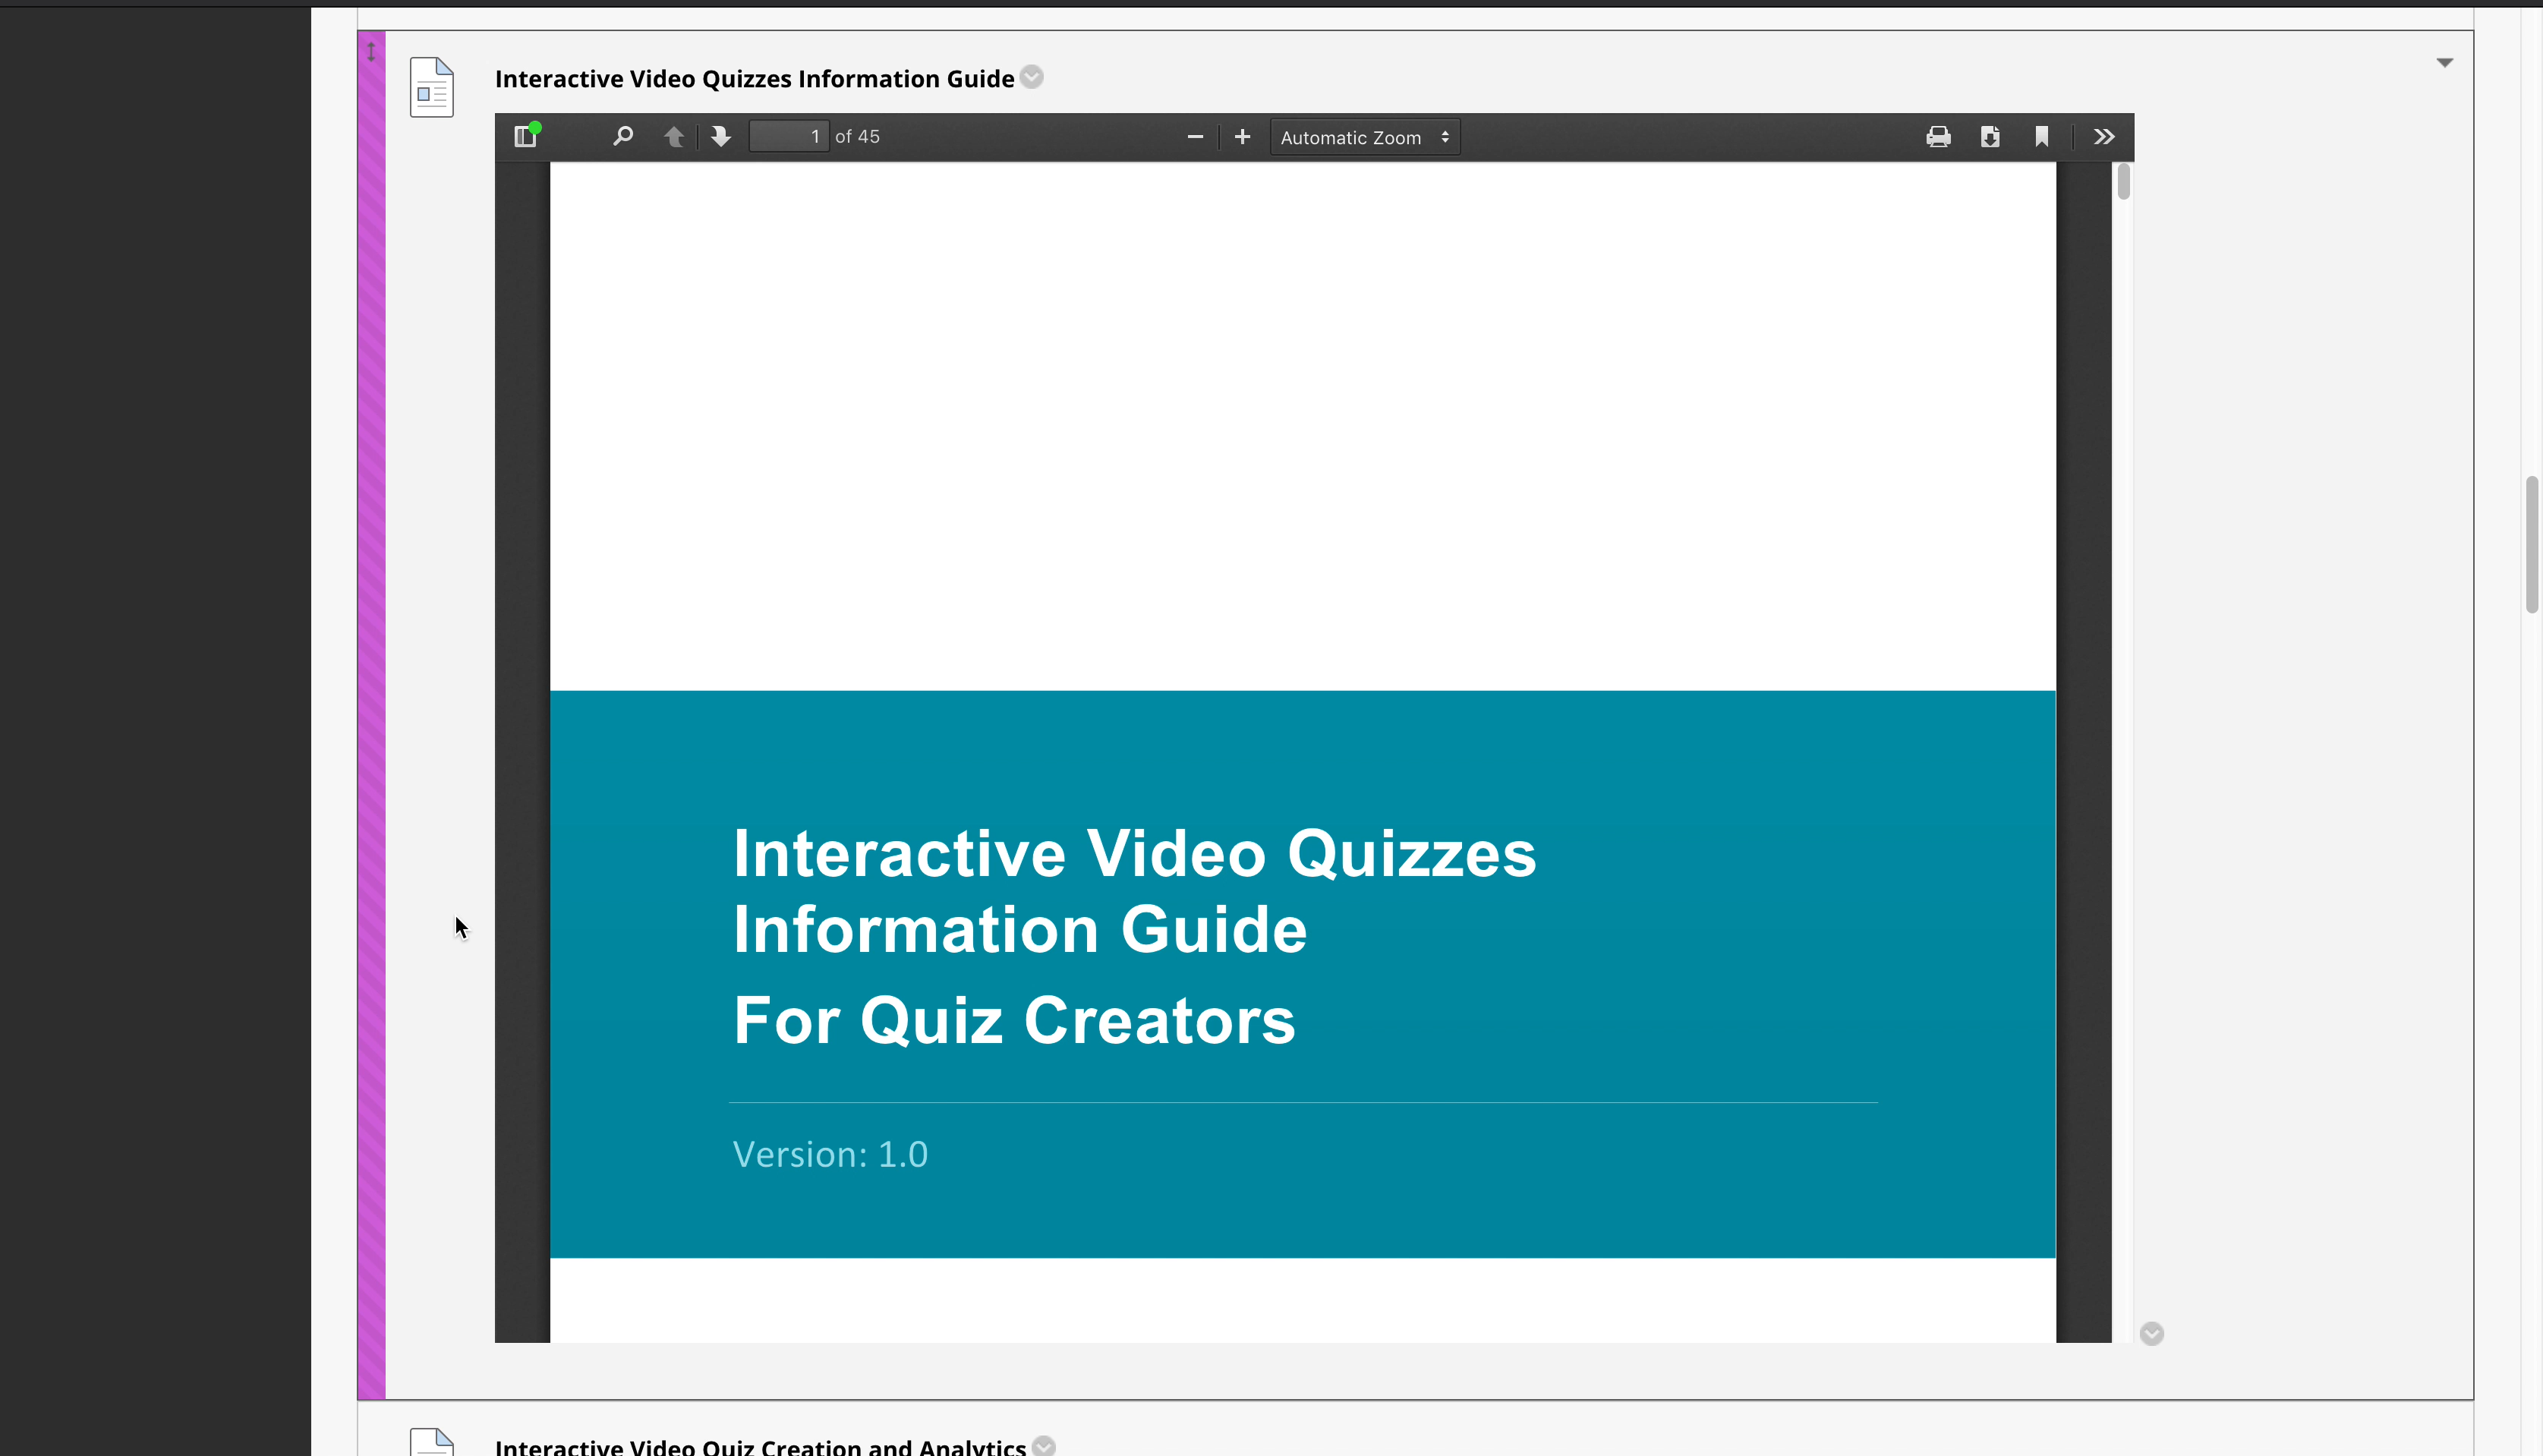 Interactive Video Quizzes Information Guide
1 of 45
Automatic Zoom
Interactive Video Quizzes
Information Guide
For Quiz Creators
Version: 1.0
Interactive Video Quiz Creation and Analytics